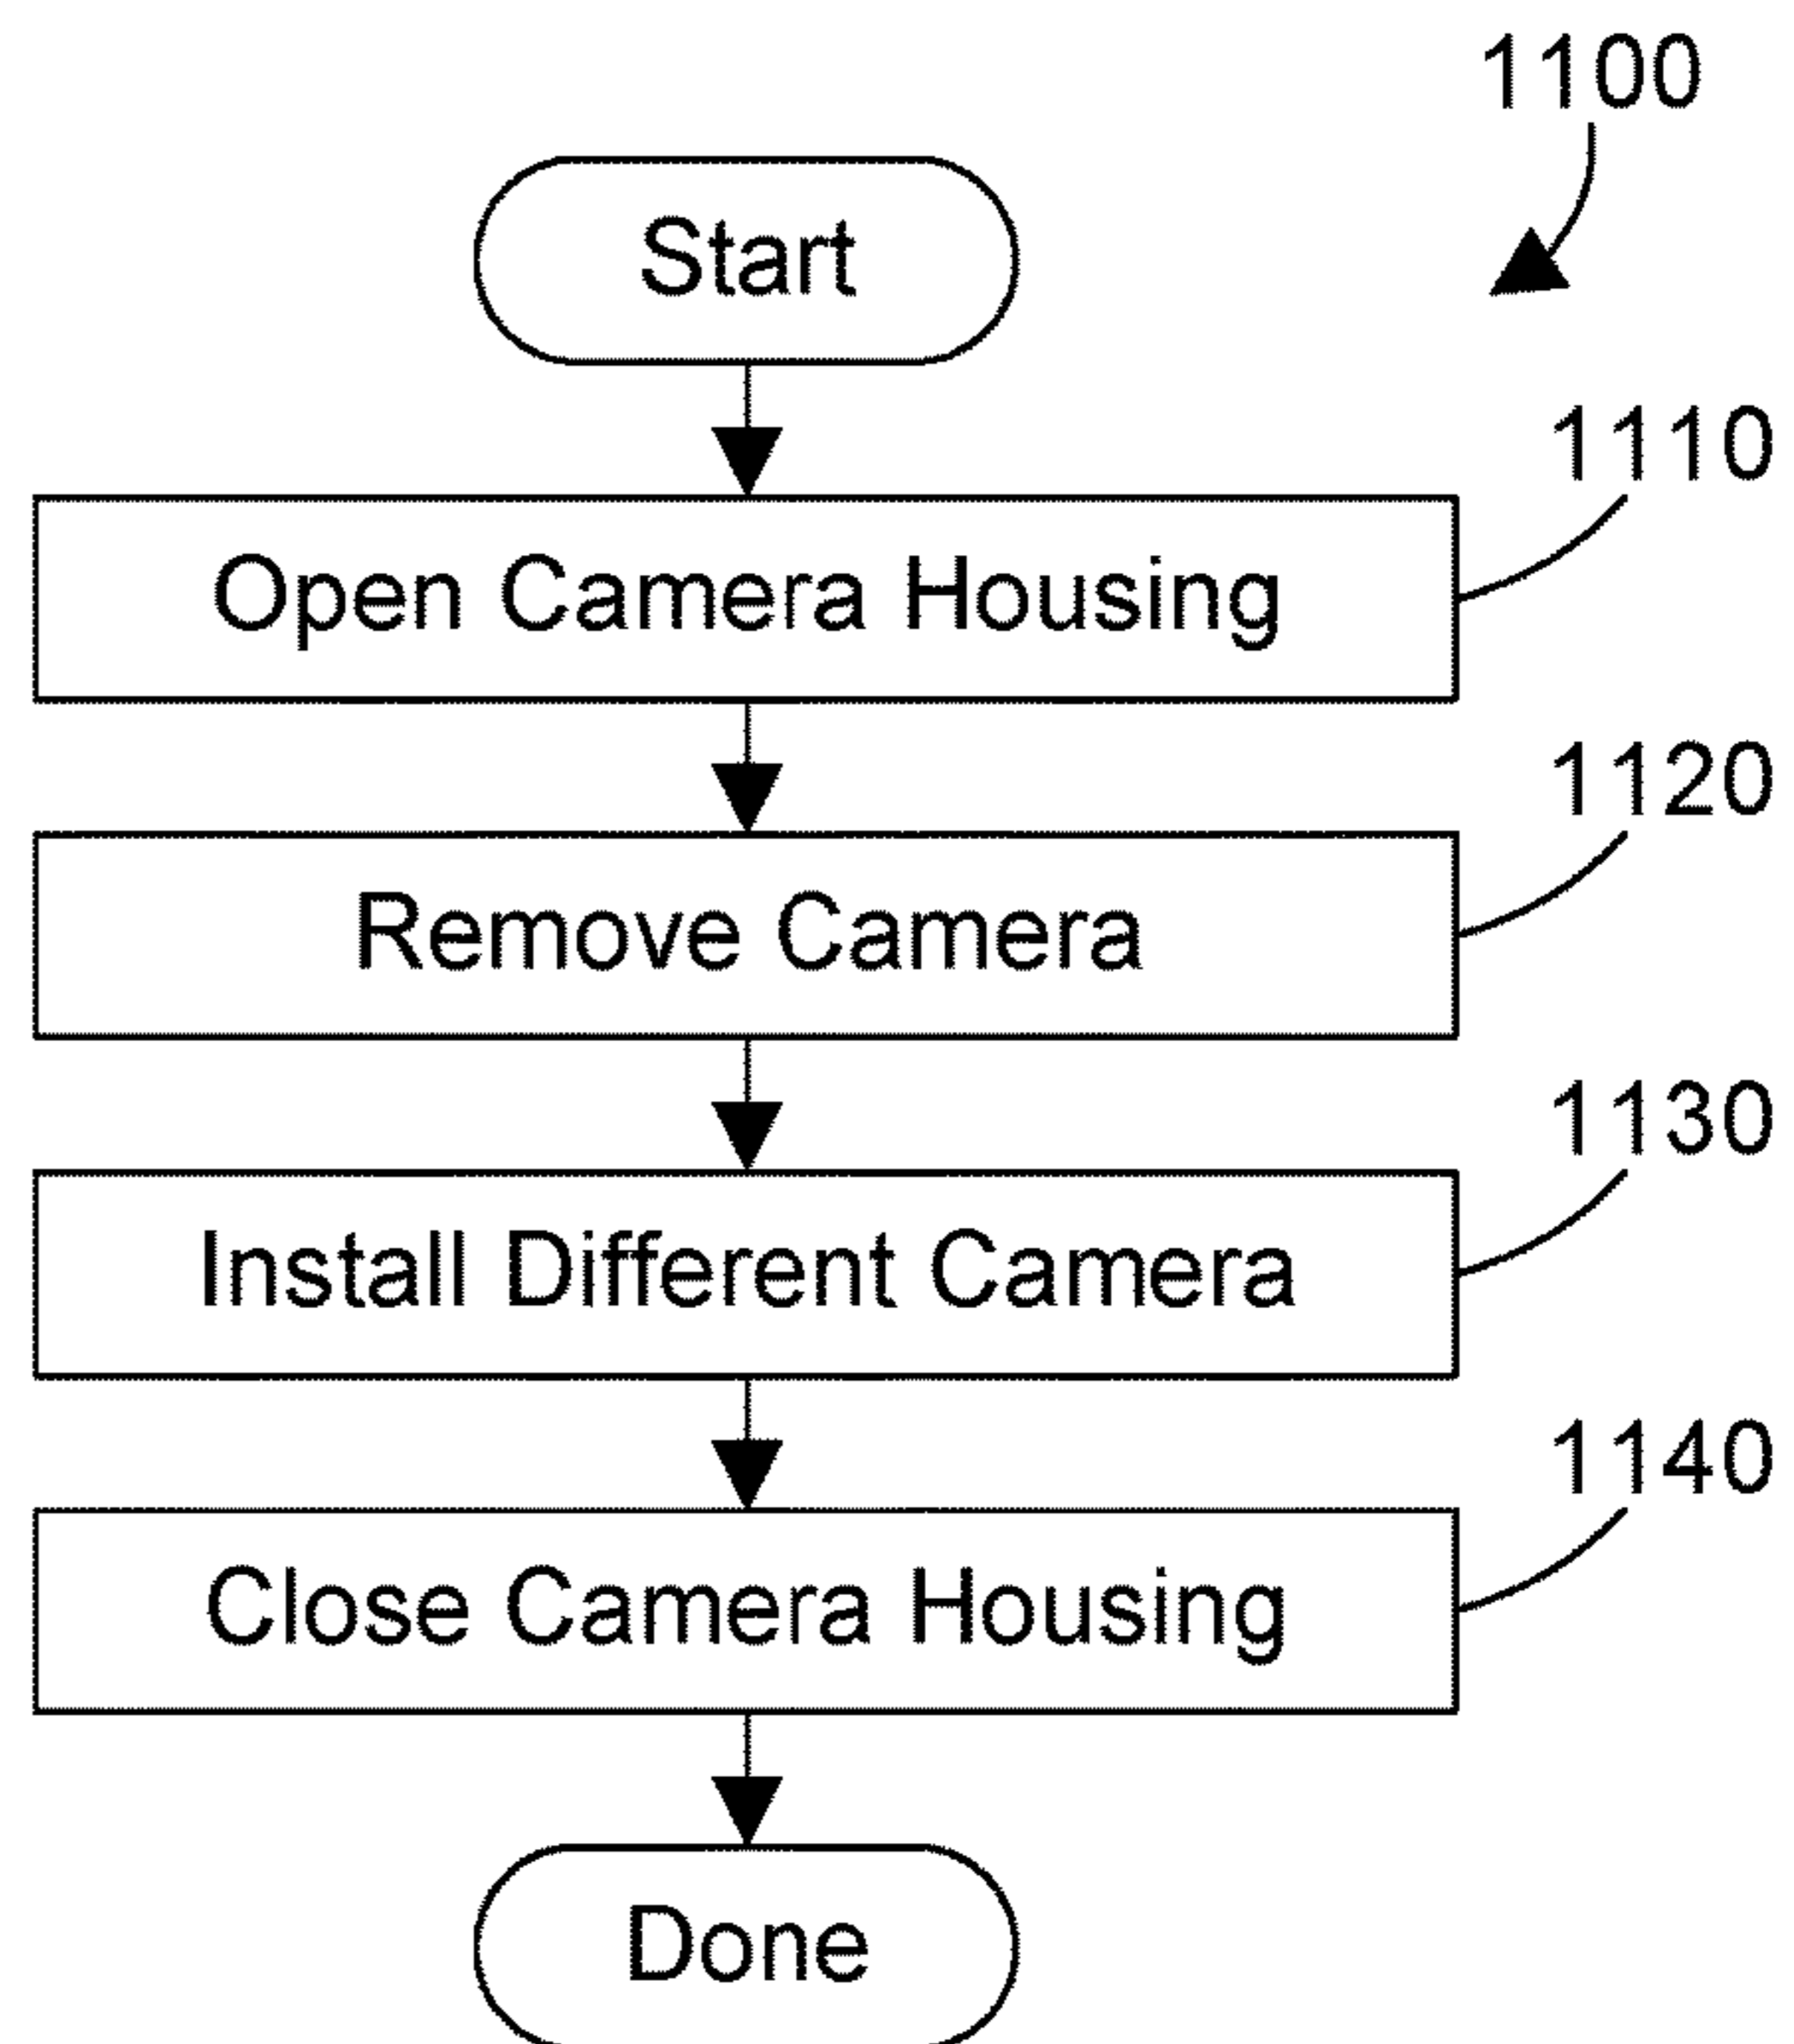 1100
Start
1110
Open Camera Housing
1120
Remove Camera
1130
Install Different Camera
1140
Close Camera Housing
Done